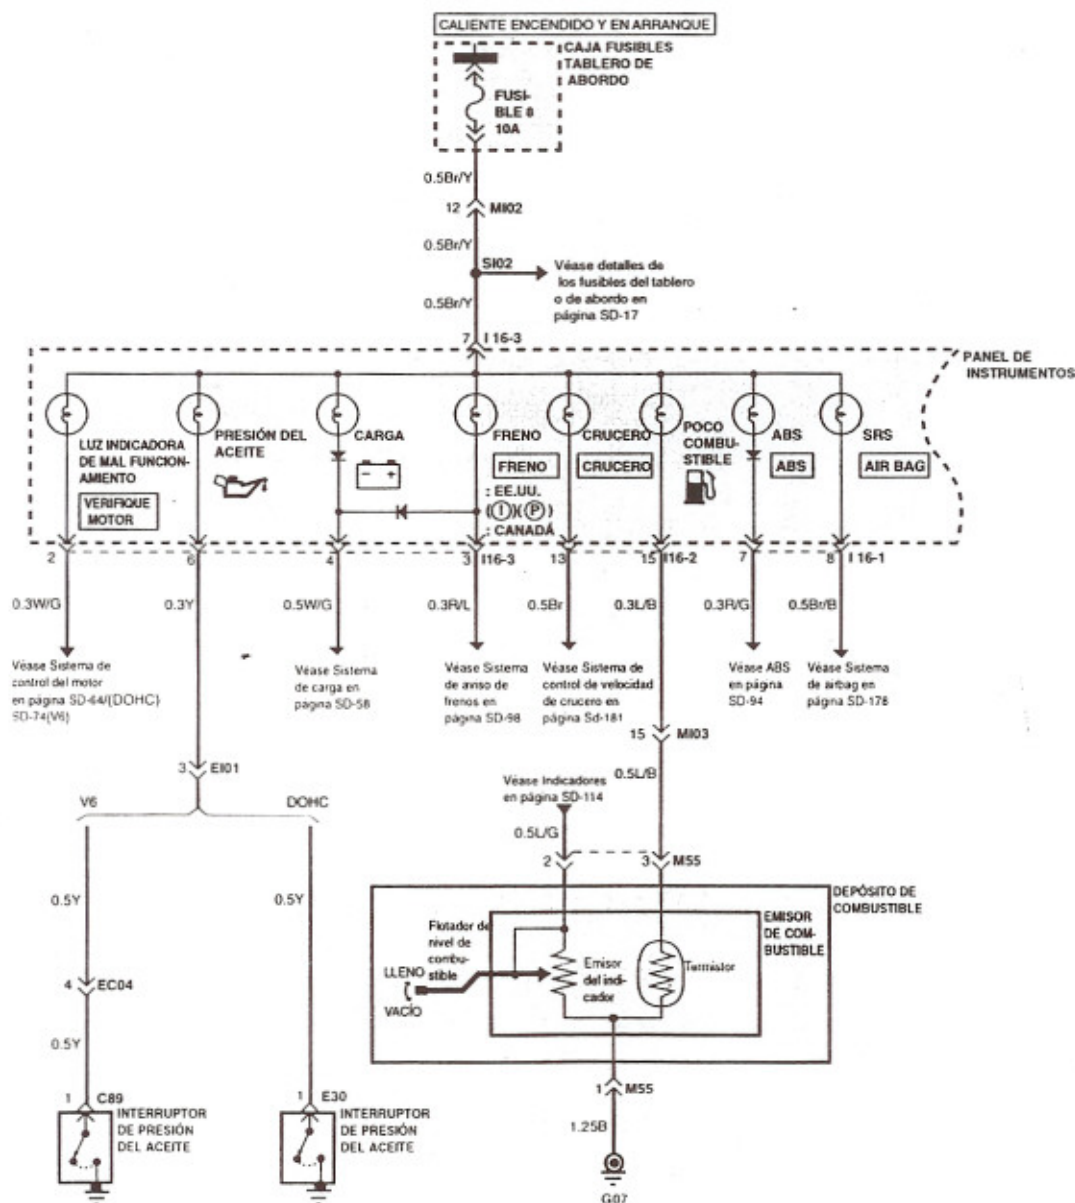 CALIENTE ENCENDIDO Y EN ARRANQUE
CAJA FUSIBLES
TABLERO DE
ABORDO
FUSI-
BLE 8
10A
0.5Br/Y
12 MI02
0.5Br/Y
SI02
Véase detalles de
los fusibles del tablero
o de abordo en
página SD-17
0.5Br/Y
7 I 16-3
PANEL DE
INSTRUMENTOS
LUZ INDICADORA
DE MAL FUNCION-
AMIENTO
VERIFIQUE
MOTOR
PRESIÓN DEL
ACEITE
CARGA
FRENO
FRENO
: EE.UU.
(I)(P)
: CANADÁ
CRUCERO
CRUCERO
POCO
COMBU-
STIBLE
ABS
ABS
SRS
AIR BAG
2 6 4 3 I16-3 13 15 I16-2 7 8 I 16-1
0.3W/G 0.3Y 0.5W/G 0.3R/L 0.5Br 0.3L/B 0.3R/G 0.5Br/B
Véase Sistema de
control del motor
en página SD-64/(DOHC)
SD-74(V6)
Véase Sistema
de carga en
página SD-58
Véase Sistema
de aviso de
frenos en
página SD-98
Véase Sistema de
control de velocidad
de crucero en
página Sd-181
Véase ABS
en página
SD-94
Véase Sistema
de airbag en
página SD-178
15 MI03
0.5L/B
3 EI01
V6 DOHC
Véase Indicadores
en página SD-114
0.5L/G
2 3 M55
DEPÓSITO DE
COMBUSTIBLE
EMISOR
DE COM-
BUSTIBLE
Flotador de
nivel de
combu-
stible
LLENO
VACÍO
Emisor
del indi-
cador
Termistor
0.5Y 0.5Y
4 EC04
0.5Y
1 C89
INTERRUPTOR
DE PRESIÓN
DEL ACEITE
1 E30
INTERRUPTOR
DE PRESIÓN
DEL ACEITE
1 M55
1.25B
G07